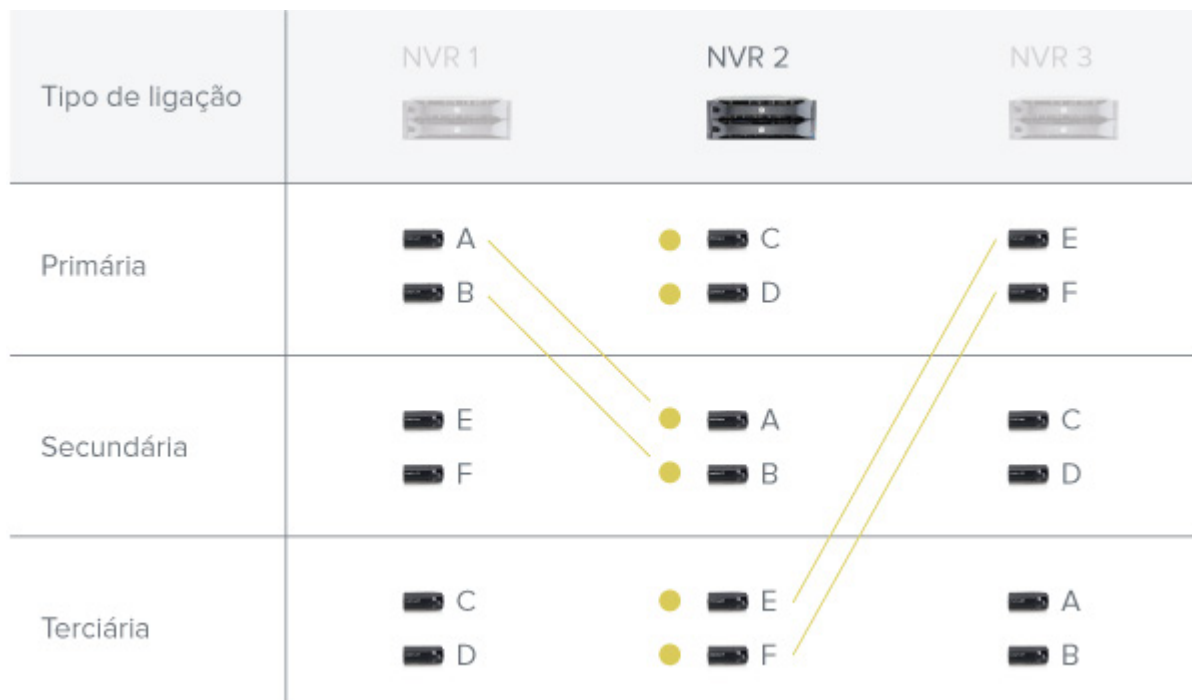 Tipo de ligação
NVR 1
NVR 2
NVR 3
Primária
A
C
E
B
D
F
Secundária
E
A
C
F
B
D
Terciária
C
E
A
D
F
B